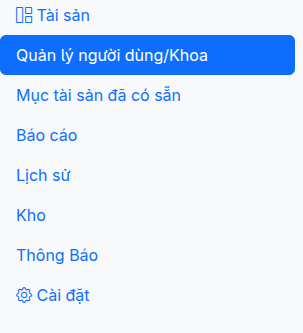 Tài sản
Quản lý người dùng/Khoa
Mục tài sản đã có sẵn
Báo cáo
Lịch sử
Kho
Thông Báo
Cài đặt